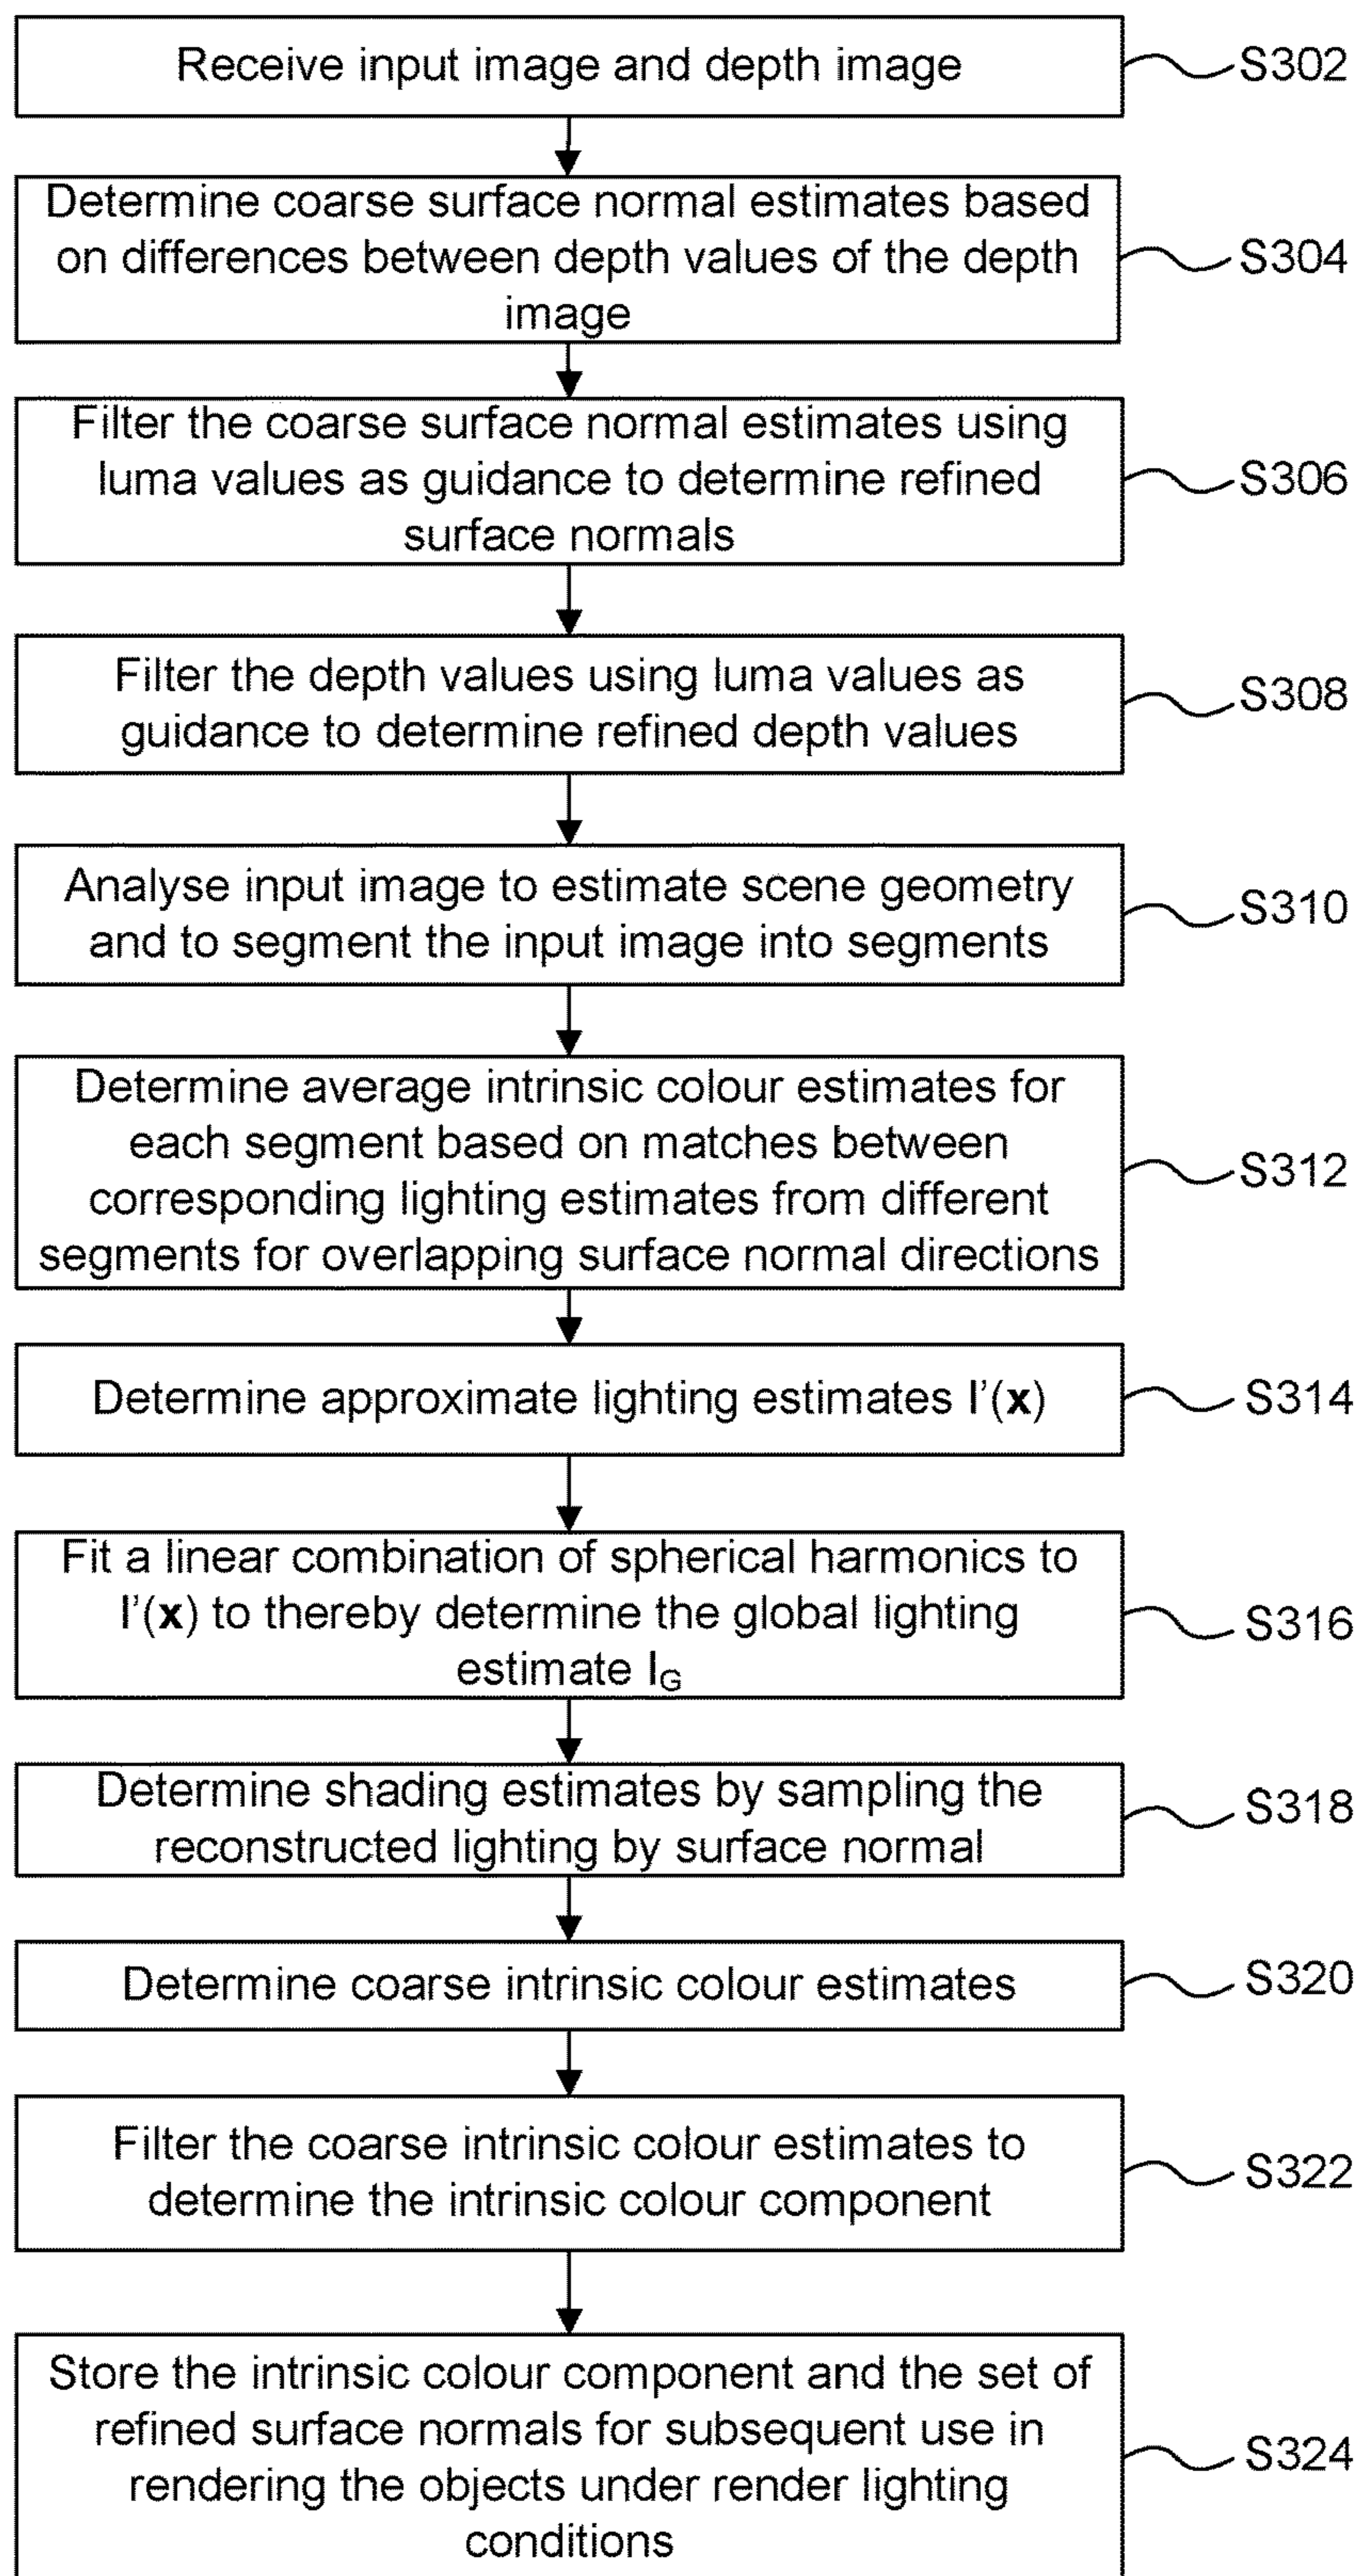 Receive input image and depth image
S302
Determine coarse surface normal estimates based
on differences between depth values of the depth
image
S304
Filter the coarse surface normal estimates using
luma values as guidance to determine refined
surface normals
S306
Filter the depth values using luma values as
guidance to determine refined depth values
S308
Analyse input image to estimate scene geometry
and to segment the input image into segments
S310
Determine average intrinsic colour estimates for
each segment based on matches between
corresponding lighting estimates from different
segments for overlapping surface normal directions
S312
Determine approximate lighting estimates I'(x)
S314
Fit a linear combination of spherical harmonics to
I'(x) to thereby determine the global lighting
estimate I_G
S316
Determine shading estimates by sampling the
reconstructed lighting by surface normal
S318
Determine coarse intrinsic colour estimates
S320
Filter the coarse intrinsic colour estimates to
determine the intrinsic colour component
S322
Store the intrinsic colour component and the set of
refined surface normals for subsequent use in
rendering the objects under render lighting
conditions
S324